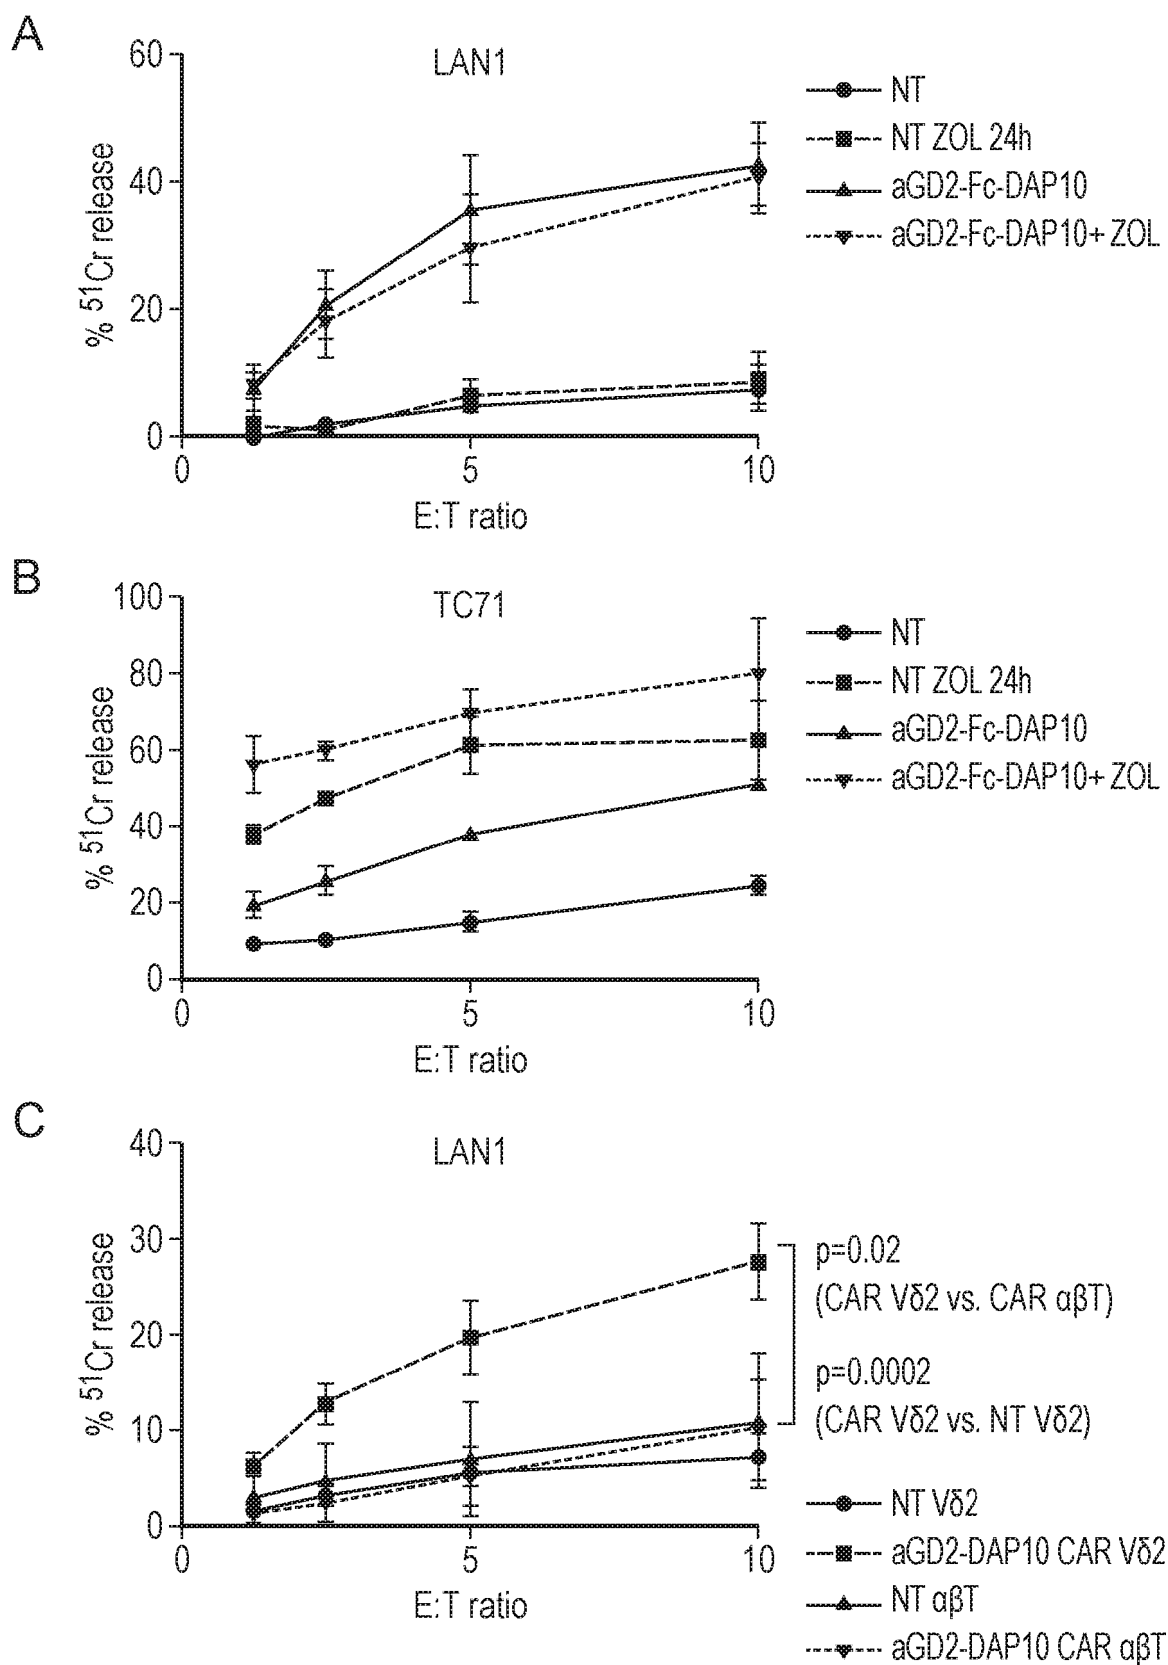 A
LAN1
60
40
20
0
0
5
10
% ⁵¹Cr release
E:T ratio
NT
NT ZOL 24h
aGD2-Fc-DAP10
aGD2-Fc-DAP10+ ZOL
B
TC71
100
80
60
40
20
0
0
5
10
% ⁵¹Cr release
E:T ratio
NT
NT ZOL 24h
aGD2-Fc-DAP10
aGD2-Fc-DAP10+ ZOL
C
LAN1
40
30
20
10
0
0
5
10
% ⁵¹Cr release
E:T ratio
p=0.02
(CAR Vδ2 vs. CAR αβT)
p=0.0002
(CAR Vδ2 vs. NT Vδ2)
NT Vδ2
aGD2-DAP10 CAR Vδ2
NT αβT
aGD2-DAP10 CAR αβT